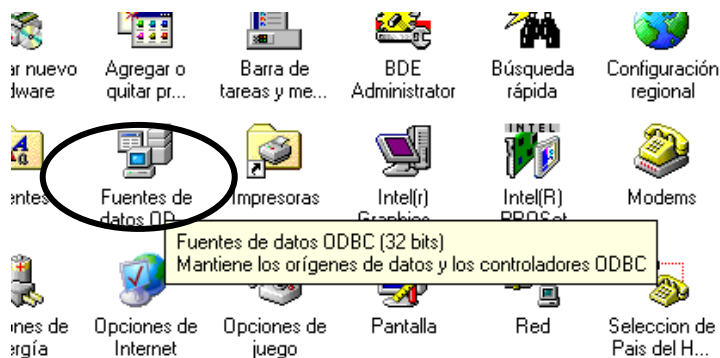 ar nuevo
dware
Agregar o
quitar pr...
Barra de
tareas y me...
BDE
Administrator
Búsqueda
rápida
Configuración
regional
entes
Fuentes de
datos OD...
Impresoras
Intel(r)
Graphics
INTEL
Intel(R)
PROSet
Modems
Fuentes de datos ODBC (32 bits)
Mantiene los orígenes de datos y los controladores ODBC
ones de
ergía
Opciones de
Internet
Opciones de
juego
Pantalla
Red
Seleccion de
Pais del H...